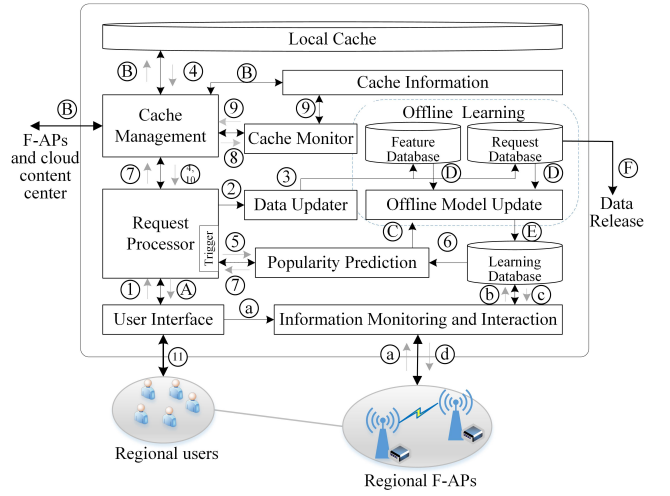 Local Cache
B
4
B
Cache Information
B
9
9
Offline Learning
F-APs
and cloud
content
center
Cache
Management
Cache Monitor
8
Feature
Database
Request
Database
F
7
4,
10
2
3
D
D
Data
Release
Request
Processor
Trigger
Data Updater
Offline Model Update
5
C
6
E
Popularity Prediction
7
Learning
Database
1
A
b
c
User Interface
a
Information Monitoring and Interaction
11
a
d
Regional users
Regional F-APs